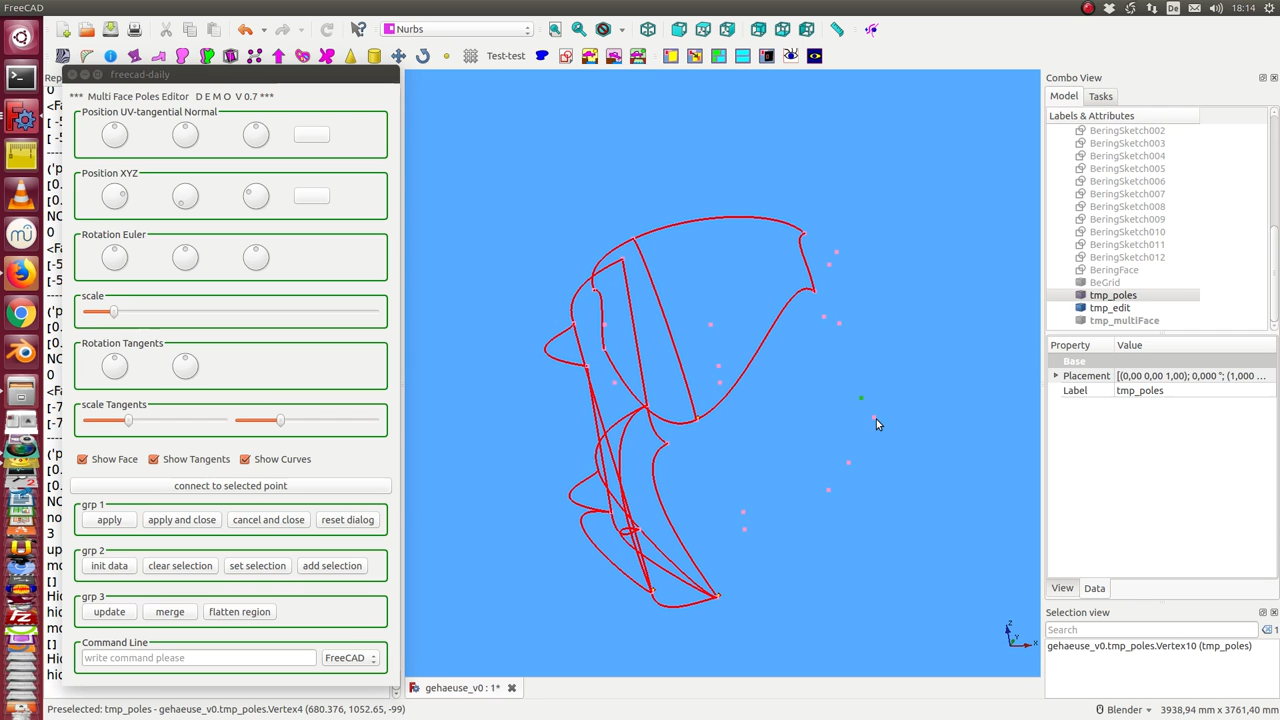 FreeCAD
De
18:14
Nurbs
Test-test
freecad-daily
*** Multi Face Poles Editor D E M O V 0.7 ***
Position UV-tangential Normal
Position XYZ
Rotation Euler
scale
Rotation Tangents
scale Tangents
Show Face
Show Tangents
Show Curves
connect to selected point
grp 1
apply
apply and close
cancel and close
reset dialog
grp 2
init data
clear selection
set selection
add selection
grp 3
update
merge
flatten region
Command Line
write command please
FreeCAD
gehaeuse_v0 : 1*
Combo View
Model
Tasks
Labels & Attributes
BeringSketch002
BeringSketch003
BeringSketch004
BeringSketch005
BeringSketch006
BeringSketch007
BeringSketch008
BeringSketch009
BeringSketch010
BeringSketch011
BeringSketch012
BeringFace
BeGrid
tmp_poles
tmp_edit
tmp_multiFace
Property
Value
Base
Placement
[(0,00 0,00 1,00); 0,000 °; (1,000 ...
Label
tmp_poles
View
Data
Selection view
Search
1
gehaeuse_v0.tmp_poles.Vertex10 (tmp_poles)
Z
Y
X
Preselected: tmp_poles - gehaeuse_v0.tmp_poles.Vertex4 (680.376, 1052.65, -99)
Blender
3938,94 mm x 3761,40 mm